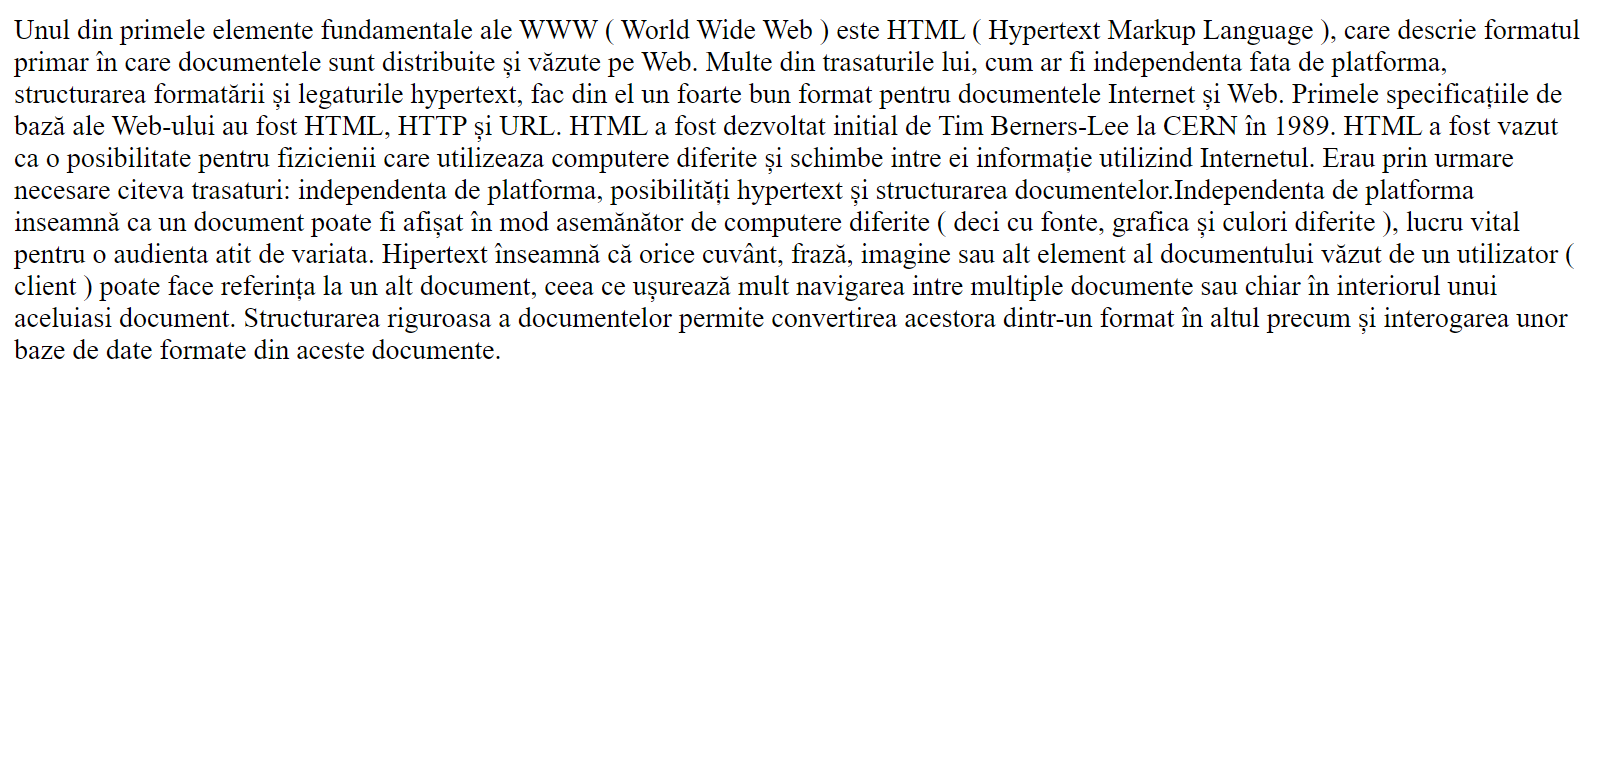 Unul din primele elemente fundamentale ale WWW ( World Wide Web ) este HTML ( Hypertext Markup Language ), care descrie formatul
primar în care documentele sunt distribuite și văzute pe Web. Multe din trasaturile lui, cum ar fi independenta fata de platforma,
structurarea formatării și legaturile hypertext, fac din el un foarte bun format pentru documentele Internet și Web. Primele specificațiile de
bază ale Web-ului au fost HTML, HTTP și URL. HTML a fost dezvoltat initial de Tim Berners-Lee la CERN în 1989. HTML a fost vazut
ca o posibilitate pentru fizicienii care utilizeaza computere diferite și schimbe intre ei informație utilizind Internetul. Erau prin urmare
necesare citeva trasaturi: independenta de platforma, posibilități hypertext și structurarea documentelor.Independenta de platforma
inseamnă ca un document poate fi afișat în mod asemănător de computere diferite ( deci cu fonte, grafica și culori diferite ), lucru vital
pentru o audienta atit de variata. Hipertext înseamnă că orice cuvânt, frază, imagine sau alt element al documentului văzut de un utilizator (
client ) poate face referința la un alt document, ceea ce ușurează mult navigarea intre multiple documente sau chiar în interiorul unui
aceluiasi document. Structurarea riguroasa a documentelor permite convertirea acestora dintr-un format în altul precum și interogarea unor
baze de date formate din aceste documente.